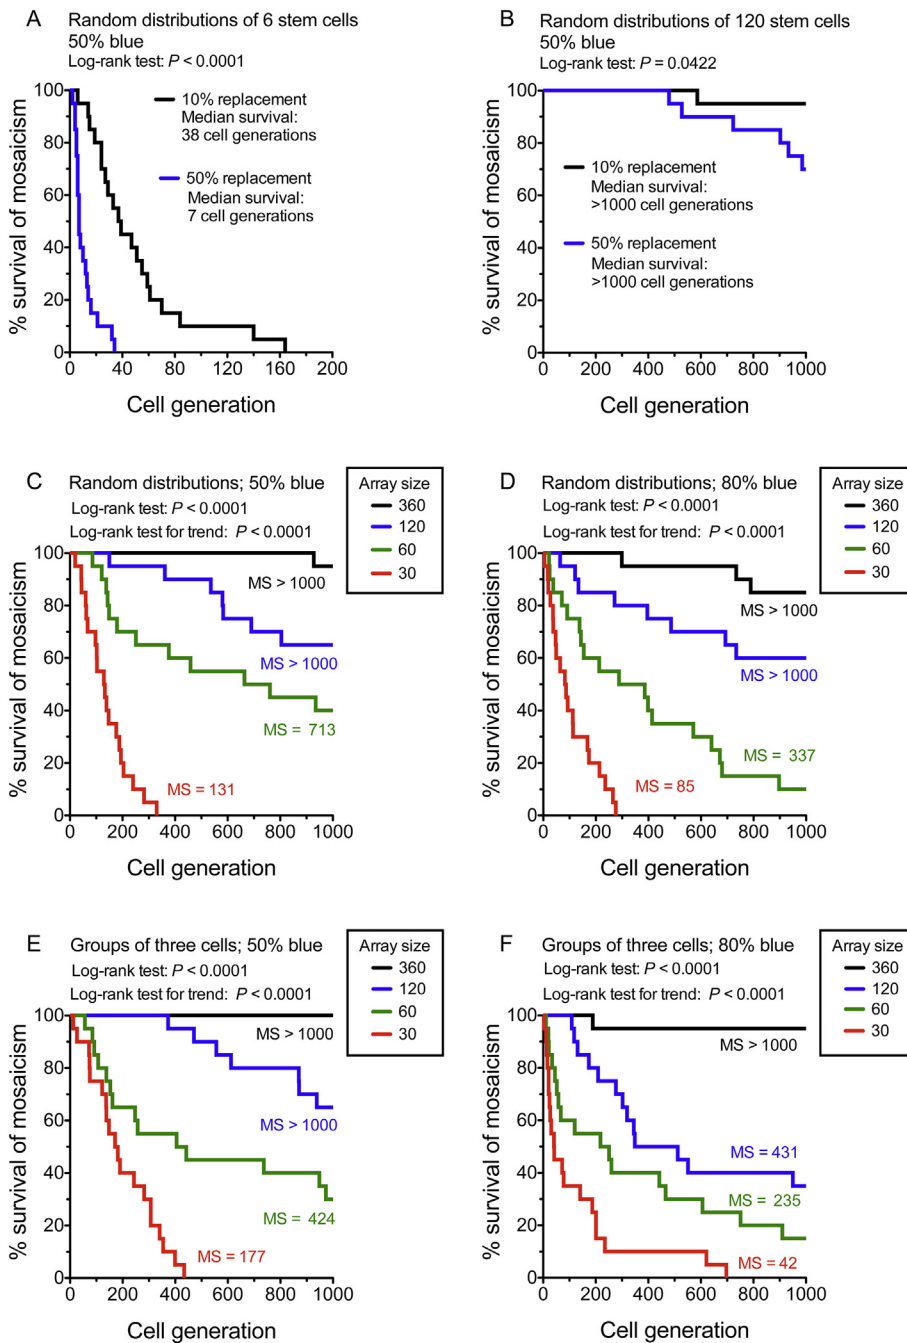 A Random distributions of 6 stem cells
50% blue
Log-rank test: P < 0.0001
% survival of mosaicism
100
80
60
40
20
0
10% replacement
Median survival:
38 cell generations
50% replacement
Median survival:
7 cell generations
0 40 80 120 160 200
Cell generation
B Random distributions of 120 stem cells
50% blue
Log-rank test: P = 0.0422
% survival of mosaicism
100
80
60
40
20
0
10% replacement
Median survival:
>1000 cell generations
50% replacement
Median survival:
>1000 cell generations
0 200 400 600 800 1000
Cell generation
C Random distributions; 50% blue
Log-rank test: P < 0.0001
Log-rank test for trend: P < 0.0001
Array size
360
120
60
30
% survival of mosaicism
100
80
60
40
20
0
MS > 1000
MS > 1000
MS = 713
MS = 131
0 200 400 600 800 1000
Cell generation
D Random distributions; 80% blue
Log-rank test: P < 0.0001
Log-rank test for trend: P < 0.0001
Array size
360
120
60
30
% survival of mosaicism
100
80
60
40
20
0
MS > 1000
MS > 1000
MS = 337
MS = 85
0 200 400 600 800 1000
Cell generation
E Groups of three cells; 50% blue
Log-rank test: P < 0.0001
Log-rank test for trend: P < 0.0001
Array size
360
120
60
30
% survival of mosaicism
100
80
60
40
20
0
MS > 1000
MS > 1000
MS = 424
MS = 177
0 200 400 600 800 1000
Cell generation
F Groups of three cells; 80% blue
Log-rank test: P < 0.0001
Log-rank test for trend: P < 0.0001
Array size
360
120
60
30
% survival of mosaicism
100
80
60
40
20
0
MS > 1000
MS = 431
MS = 235
MS = 42
0 200 400 600 800 1000
Cell generation